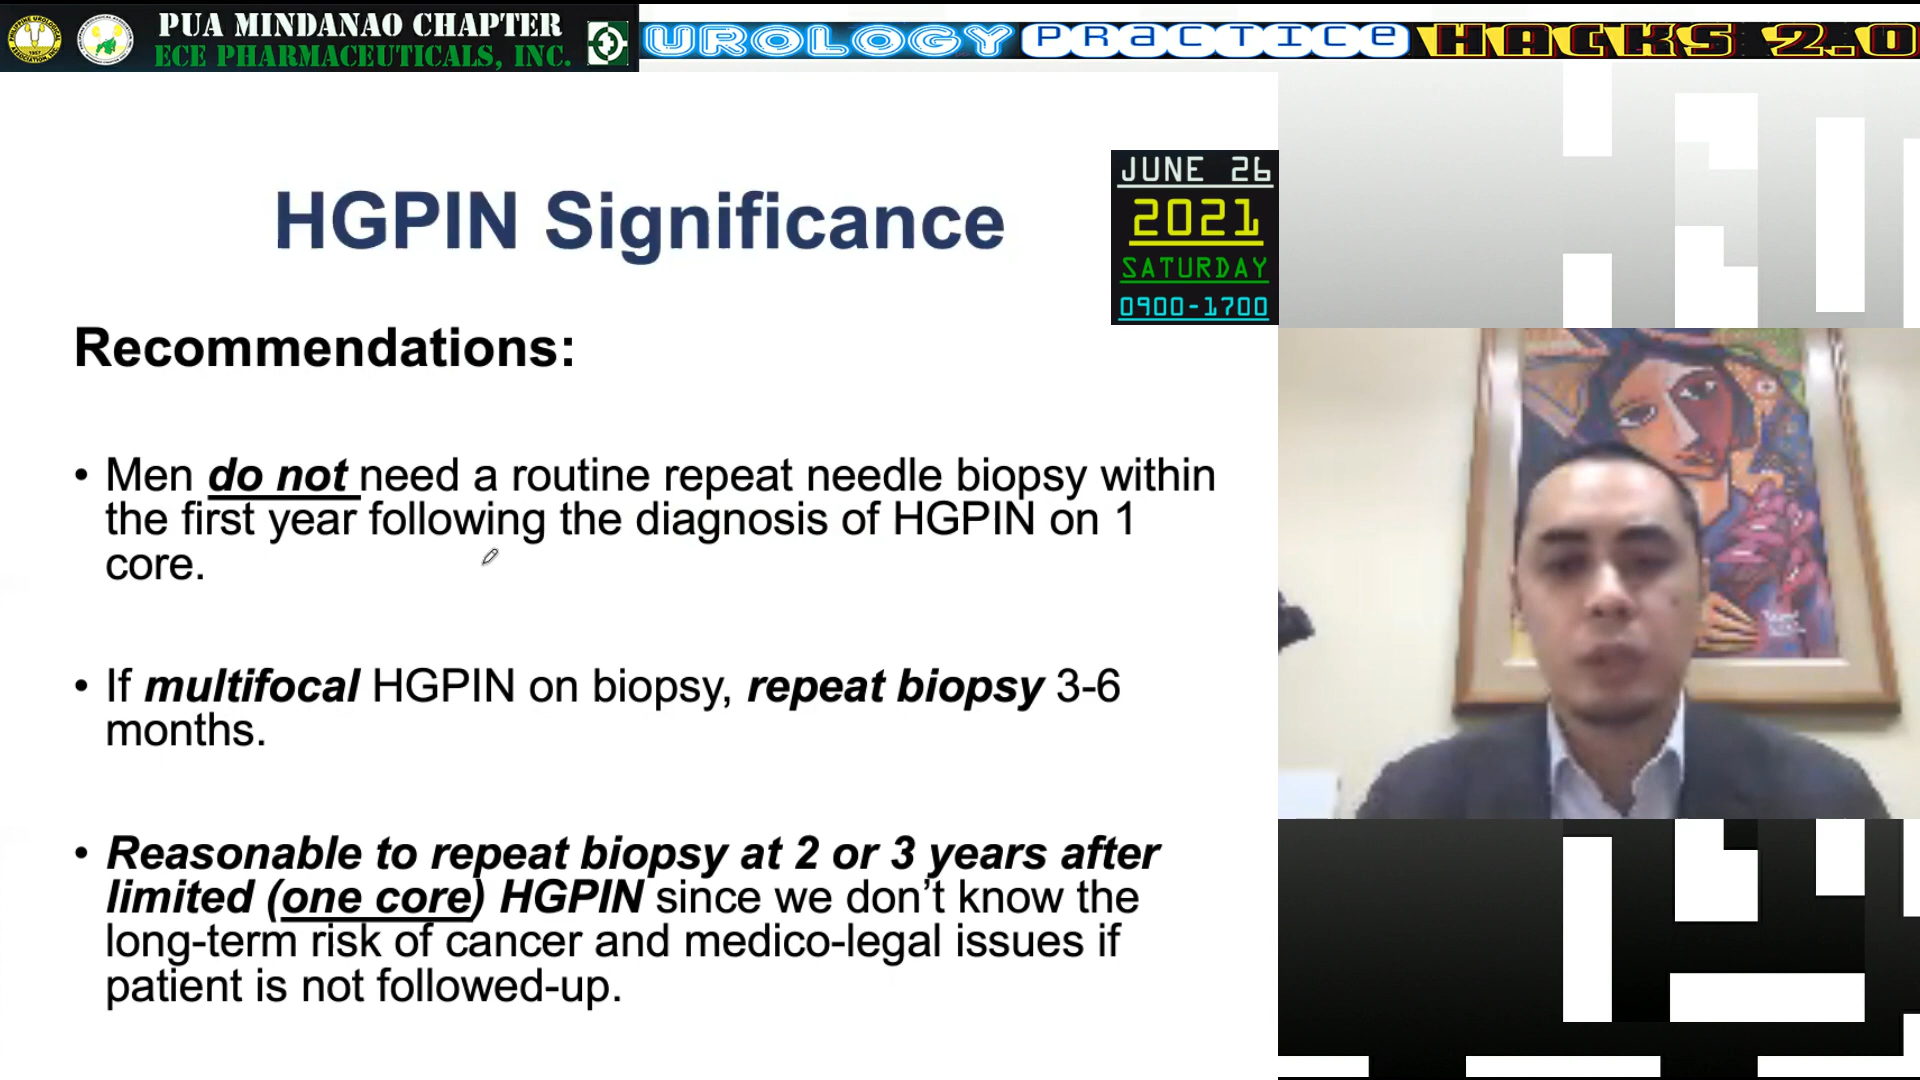 PUA MINDANAO CHAPTER
ECE PHARMACEUTICALS, INC.
UROLOGY PRACTICE HACKS 2.0
JUNE 26
2021
SATURDAY
0900-1700
HGPIN Significance
Recommendations:
• Men do not need a routine repeat needle biopsy within
the first year following the diagnosis of HGPIN on 1
core.
• If multifocal HGPIN on biopsy, repeat biopsy 3-6
months.
• Reasonable to repeat biopsy at 2 or 3 years after
limited (one core) HGPIN since we don’t know the
long-term risk of cancer and medico-legal issues if
patient is not followed-up.